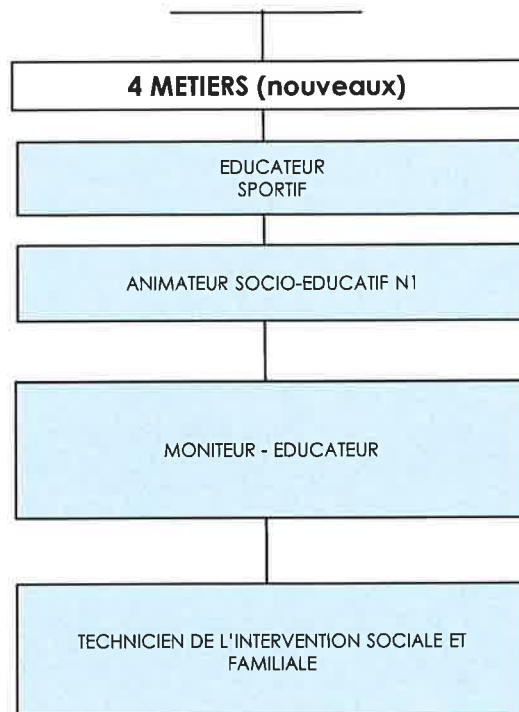 4 METIERS (nouveaux)
EDUCATEUR
SPORTIF
ANIMATEUR SOCIO-EDUCATIF N1
MONITEUR - EDUCATEUR
TECHNICIEN DE L'INTERVENTION SOCIALE ET
FAMILIALE